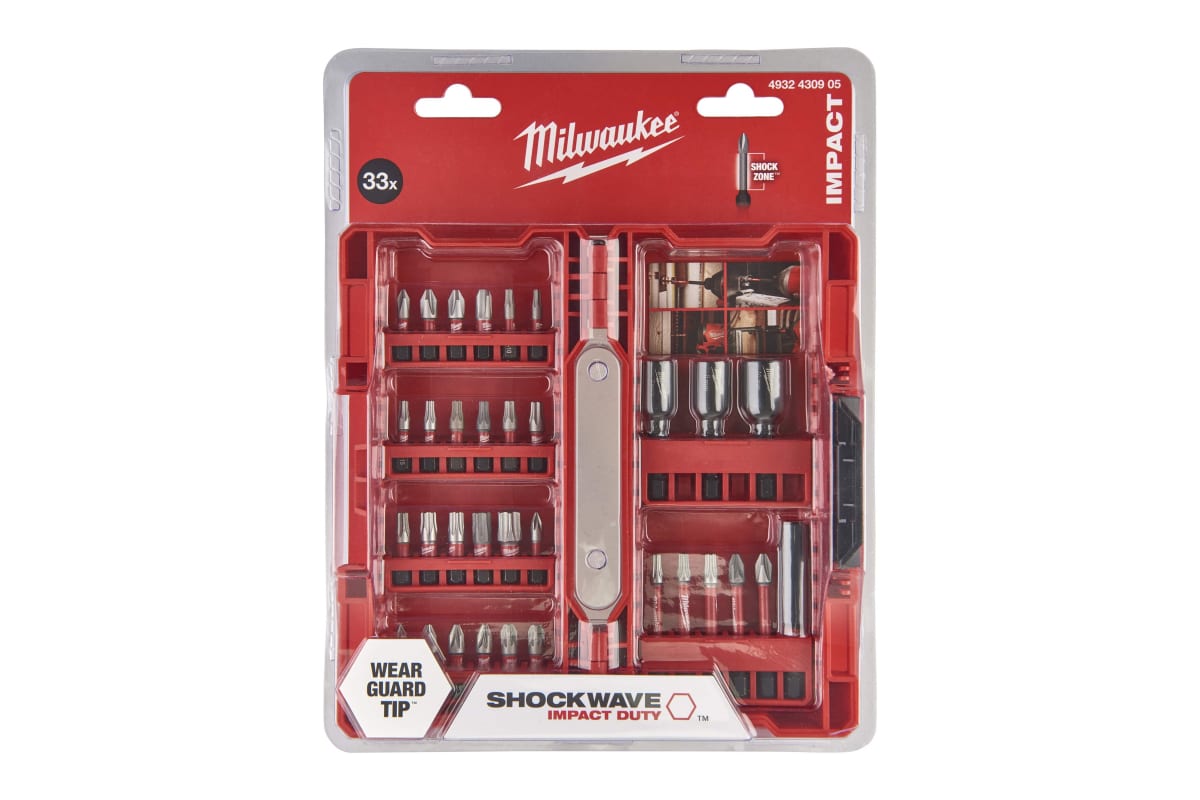 4932 4309 05
Milwaukee
IMPACT
SHOCK
ZONE™
33x
WEAR
GUARD
TIP™
SHOCKWAVE
IMPACT DUTY ™